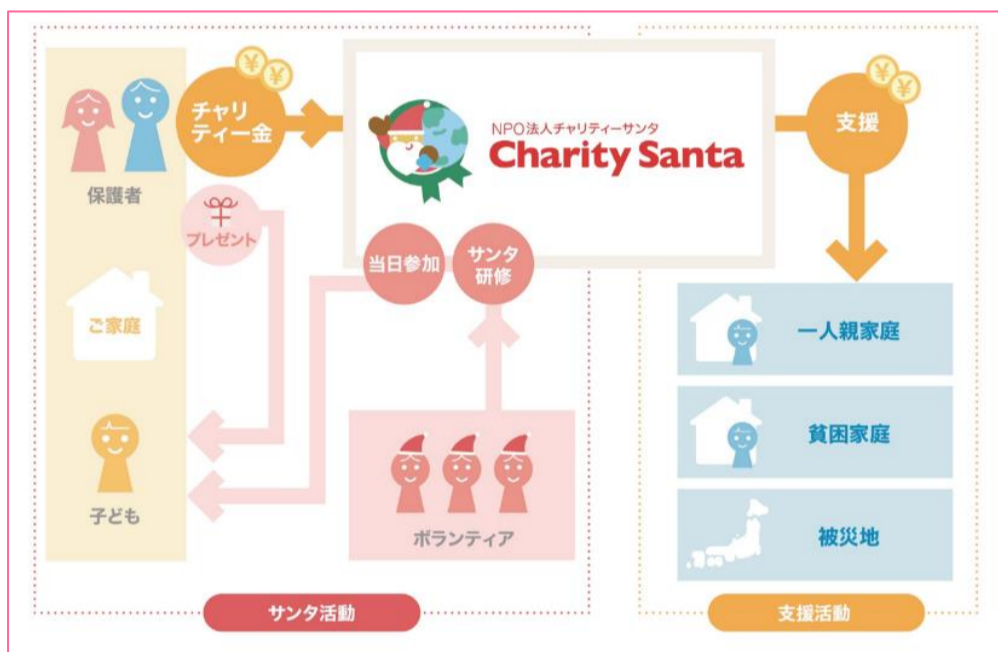 チャリ
ティー金
保護者
プレゼント
ご家庭
子ども
NPO法人チャリティーサンタ
Charity Santa
当日参加
サンタ
研修
ボランティア
サンタ活動
¥
¥
¥
¥
支援
一人親家庭
貧困家庭
被災地
支援活動